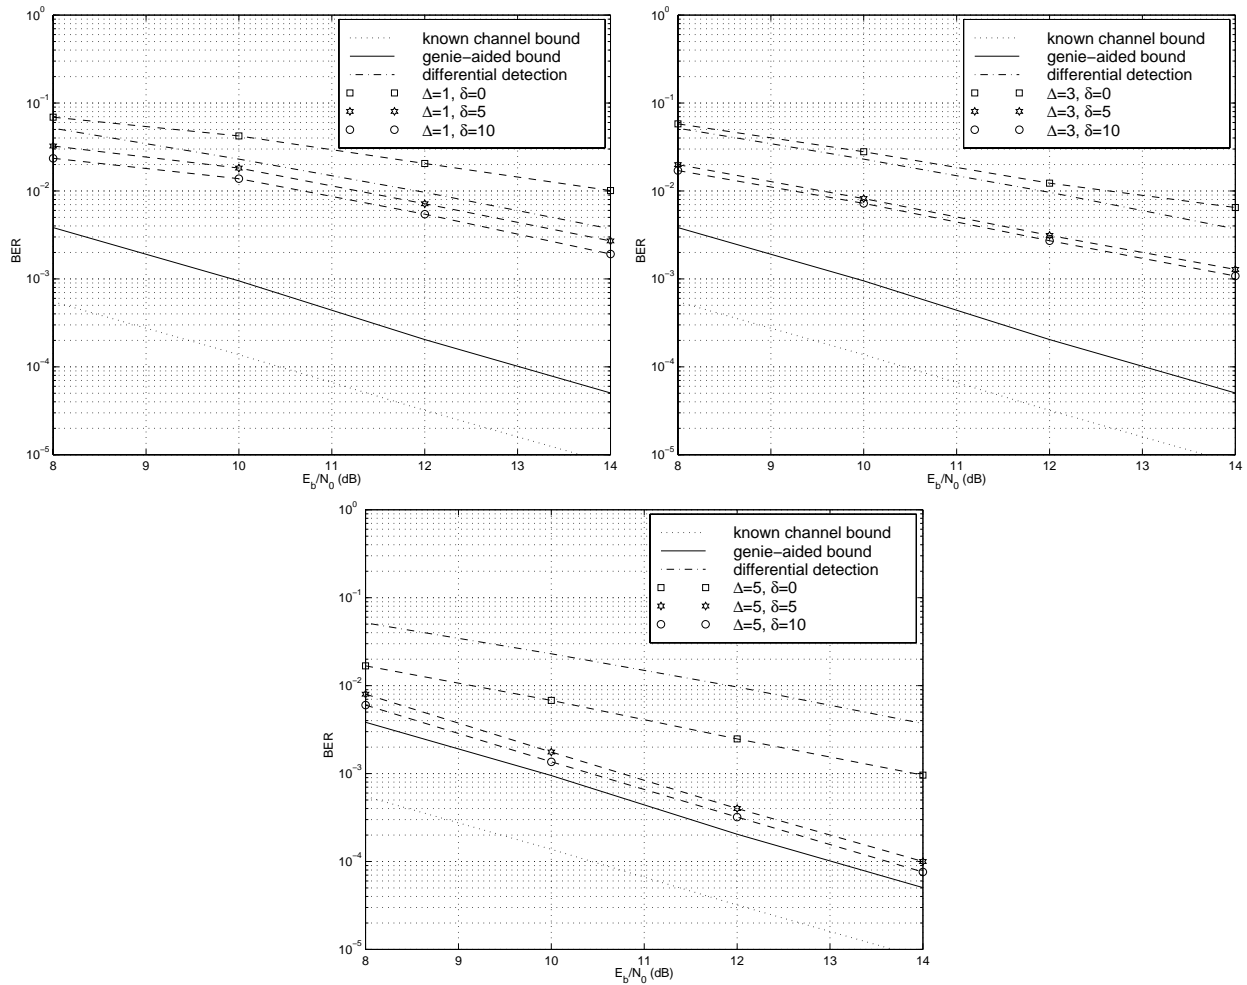 10^0
10^-1
10^-2
10^-3
10^-4
10^-5
BER
8 9 10 11 12 13 14
E_b/N_0 (dB)
known channel bound
genie-aided bound
differential detection
Δ=1, δ=0
Δ=1, δ=5
Δ=1, δ=10
10^0
10^-1
10^-2
10^-3
10^-4
10^-5
BER
8 9 10 11 12 13 14
E_b/N_0 (dB)
known channel bound
genie-aided bound
differential detection
Δ=3, δ=0
Δ=3, δ=5
Δ=3, δ=10
10^0
10^-1
10^-2
10^-3
10^-4
10^-5
BER
8 9 10 11 12 13 14
E_b/N_0 (dB)
known channel bound
genie-aided bound
differential detection
Δ=5, δ=0
Δ=5, δ=5
Δ=5, δ=10